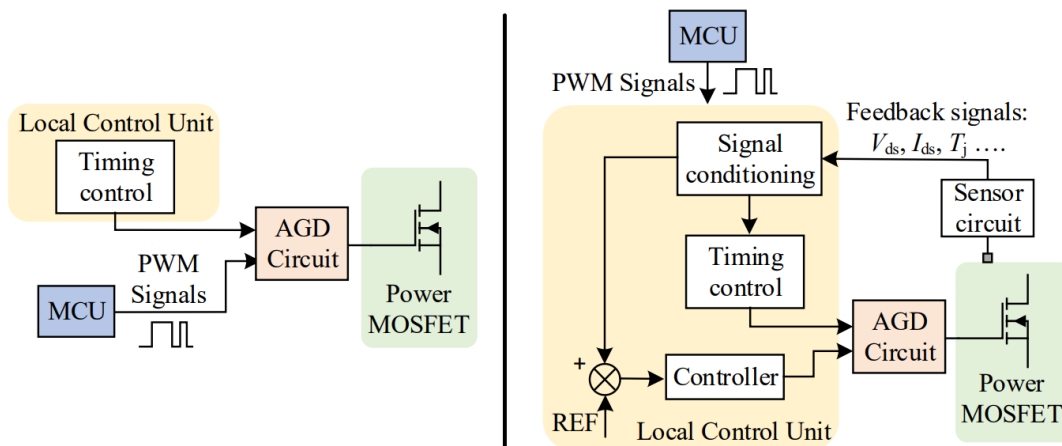 Local Control Unit
Timing
control
AGD
Circuit
PWM
Signals
MCU
Power
MOSFET
MCU
PWM Signals
Feedback signals:
Vds, Ids, Tj ….
Signal
conditioning
Sensor
circuit
Timing
control
AGD
Circuit
+
Controller
REF
Local Control Unit
Power
MOSFET